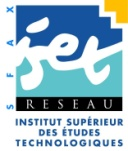 SFAX
iset
RESEAU
INSTITUT SUPÉRIEUR
DES ÉTUDES
TECHNOLOGIQUES